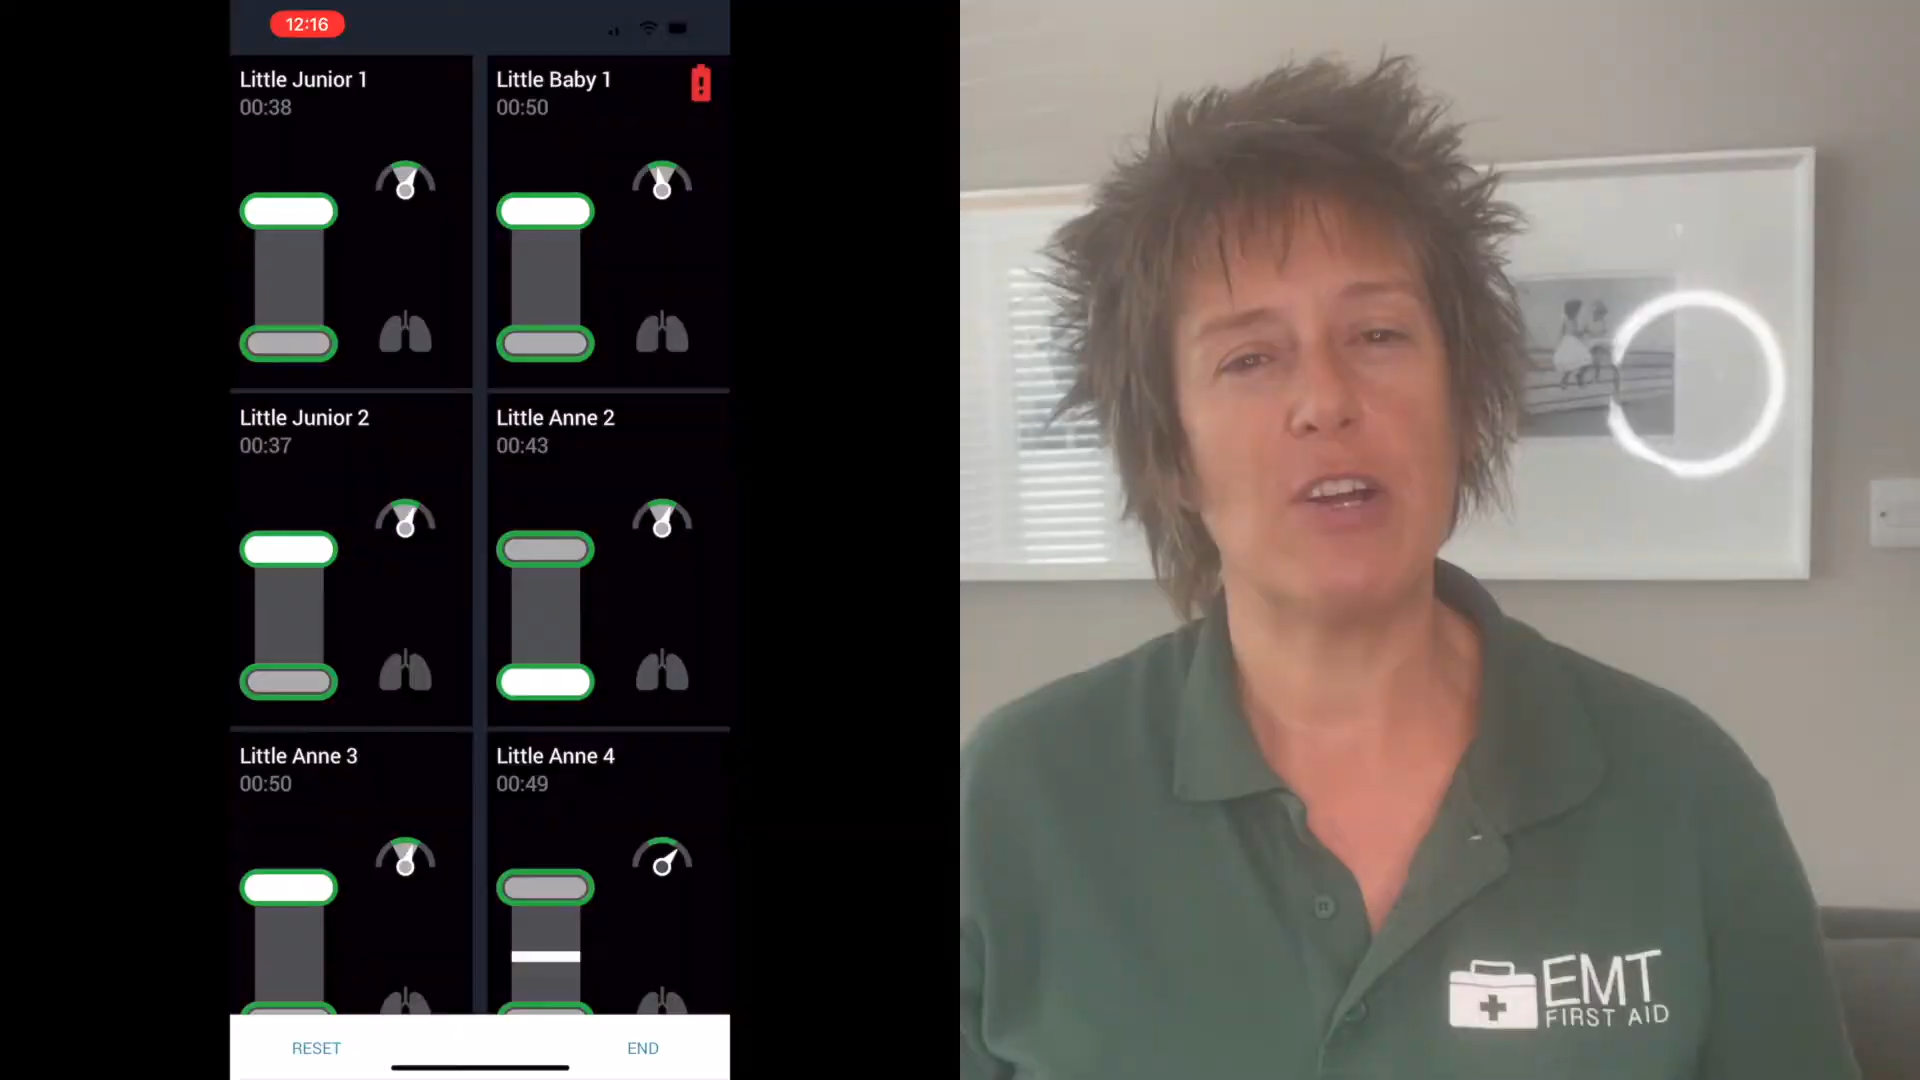 12:16
Little Junior 1
00:38
Little Baby 1
00:50
Little Junior 2
00:37
Little Anne 2
00:43
Little Anne 3
00:50
Little Anne 4
00:49
RESET
END
EMT
FIRST AID